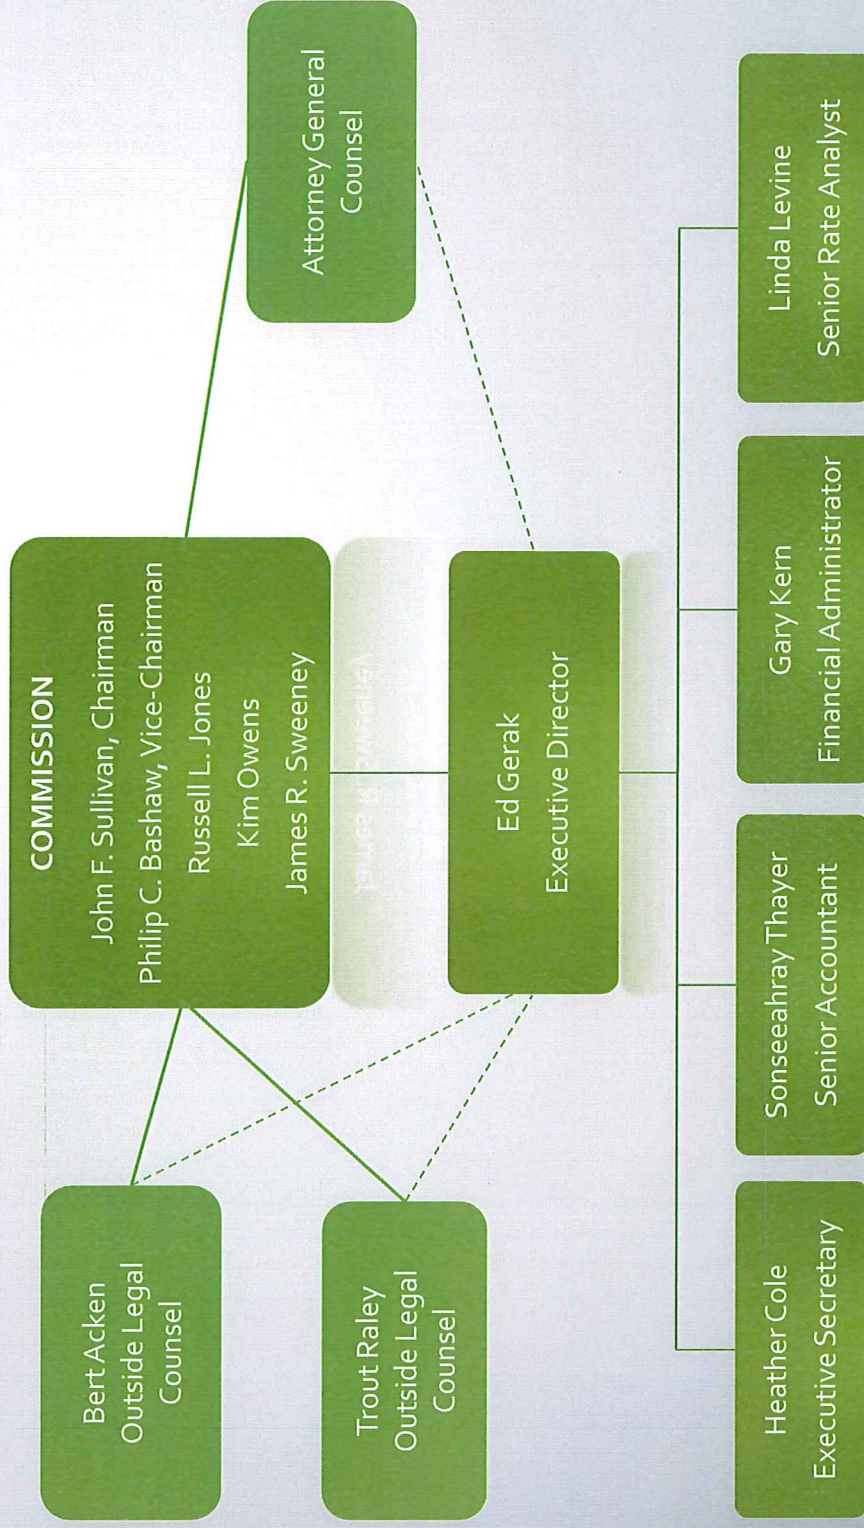 COMMISSION
John F. Sullivan, Chairman
Philip C. Bashaw, Vice-Chairman
Russell L. Jones
Kim Owens
James R. Sweeney
Bert Acken
Outside Legal
Counsel
Trout Raley
Outside Legal
Counsel
Attorney General
Counsel
Ed Gerak
Executive Director
Heather Cole
Executive Secretary
Sonseeahray Thayer
Senior Accountant
Gary Kern
Financial Administrator
Linda Levine
Senior Rate Analyst